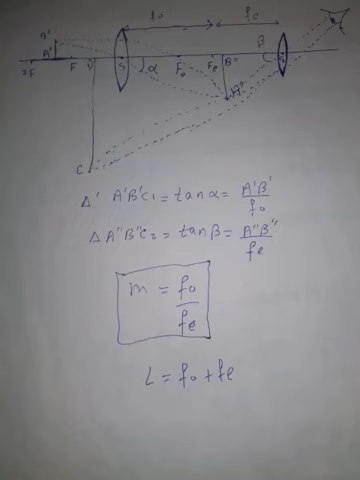 fo fe
B' B
A' α Fo Fe B"
2F F D C1 C2
A"
C
Δ' A'B'C1 = tan α = A'B'/fo
Δ A"B"C2 = tan β = A"B"/fe
m = fo/fe
L = fo + fe